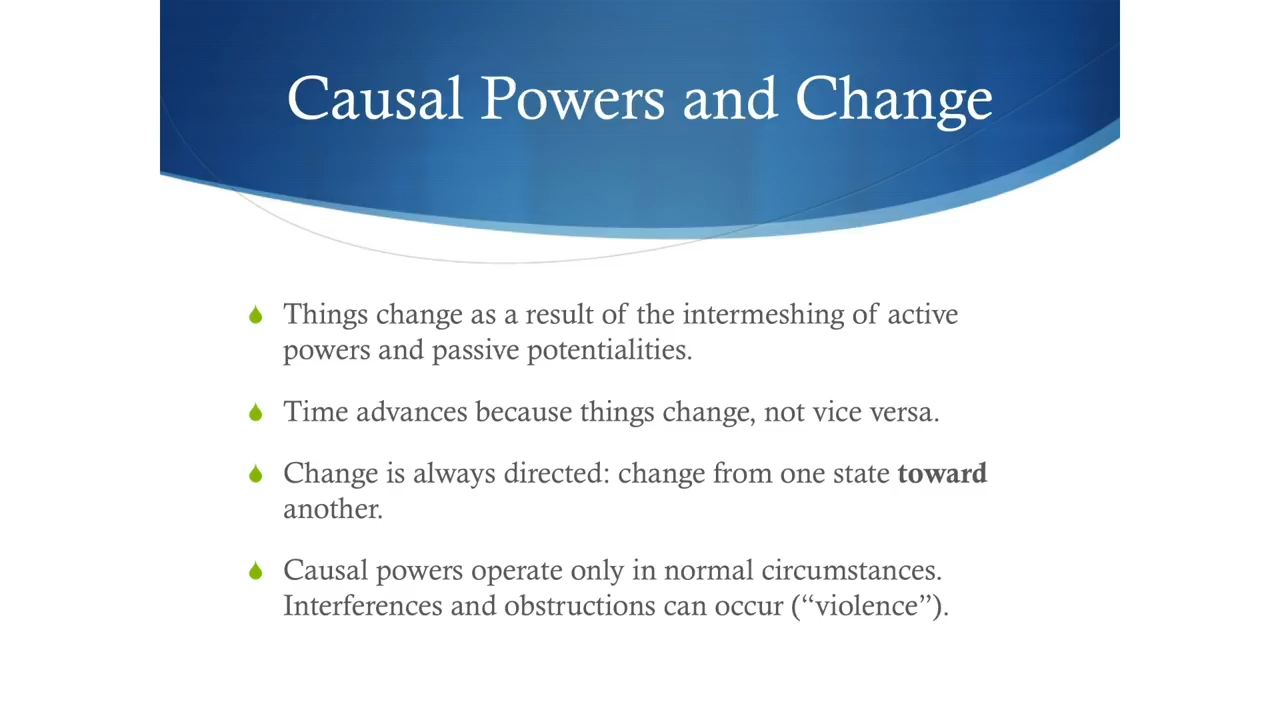 Causal Powers and Change
Things change as a result of the intermeshing of active
powers and passive potentialities.
Time advances because things change, not vice versa.
Change is always directed: change from one state toward
another.
Causal powers operate only in normal circumstances.
Interferences and obstructions can occur (“violence”).